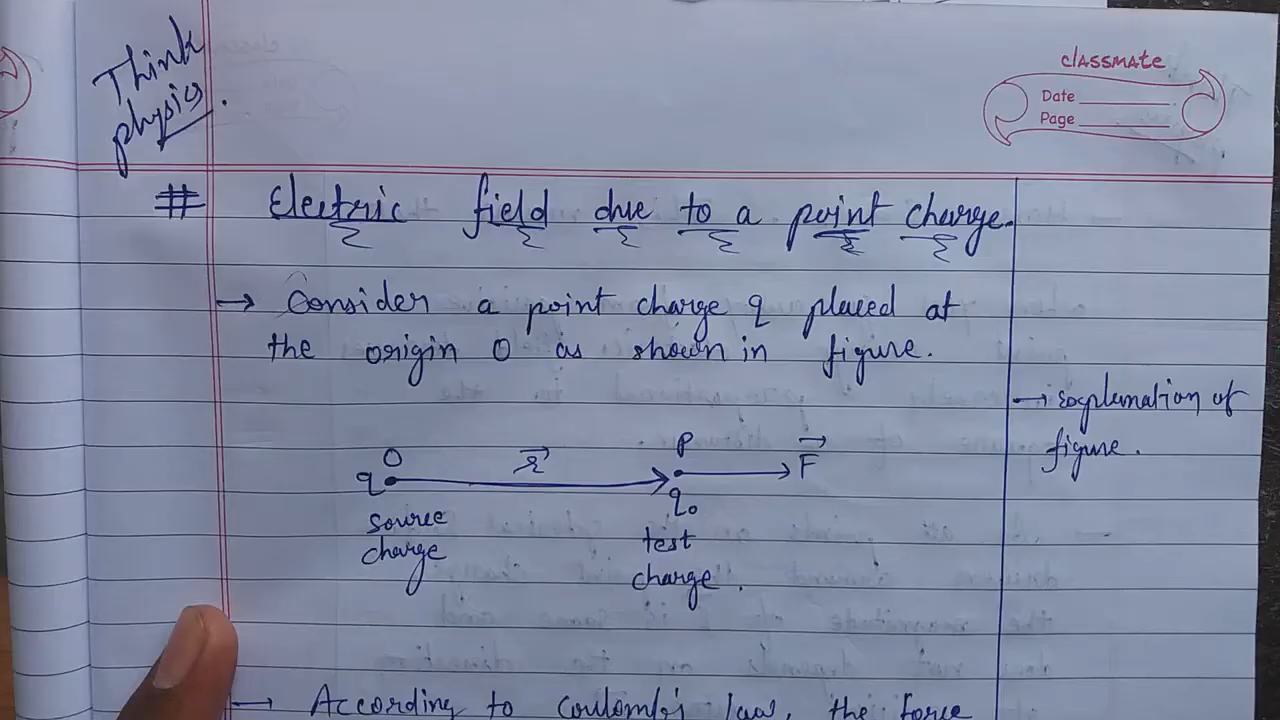 Think
physics.
classmate
Date
Page
# Electric field due to a point charge.
→ Consider a point charge q placed at
the origin O as shown in figure.
→ explanation of
figure.
O r⃗ P F⃗
q q₀
source
charge
test
charge.
→ According to Coulomb's law, the force